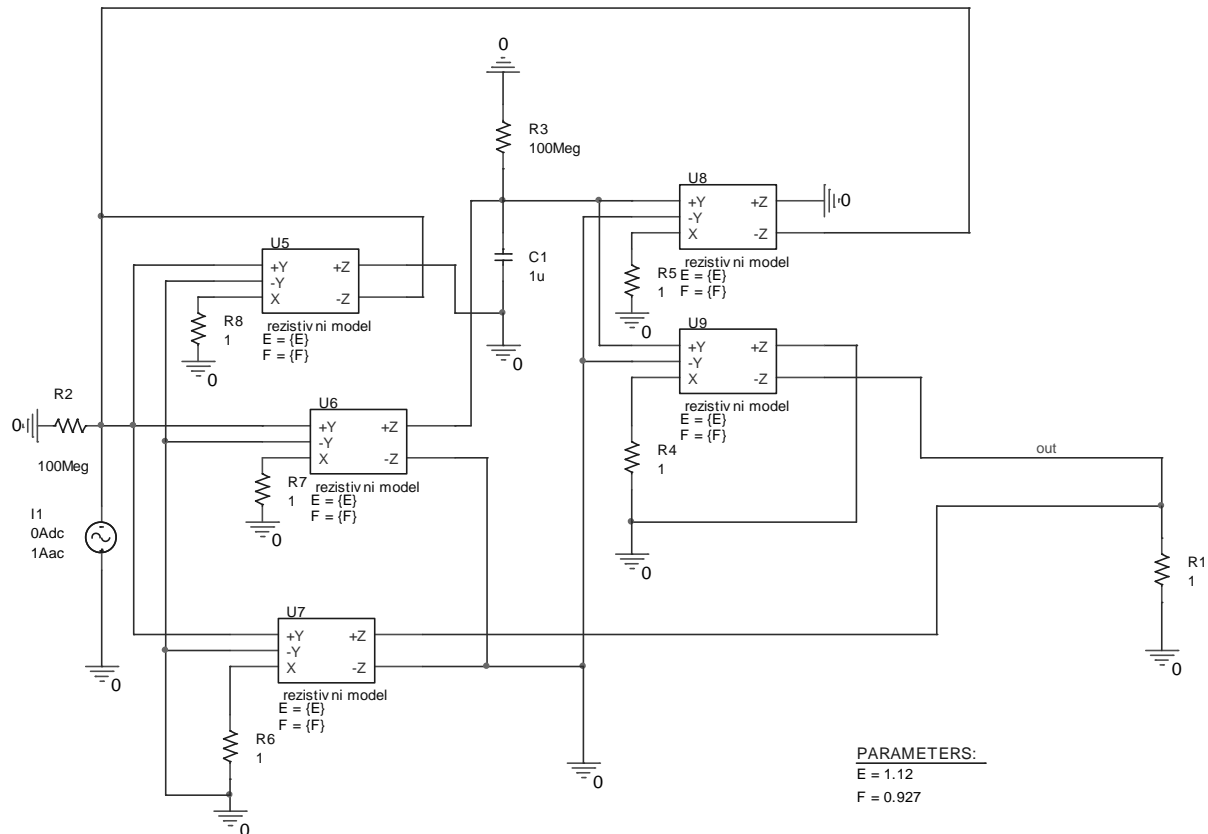 0
R3
100Meg
U8
+Y
+Z
0
-Y
X
-Z
U5
+Y
+Z
C1
1u
rezistivni model
R5
E = {E}
1
F = {F}
-Y
X
-Z
0
U9
R8
rezistivni model
1
E = {E}
F = {F}
+Y
+Z
-Y
0
0
X
-Z
R2
U6
rezistivni model
E = {E}
F = {F}
0
+Y
+Z
-Y
R4
out
X
-Z
1
100Meg
R7
rezistivni model
1
E = {E}
F = {F}
I1
0Adc
1Aac
0
R1
1
0
U7
+Y
+Z
-Y
X
-Z
0
0
rezistivni model
E = {E}
F = {F}
R6
1
PARAMETERS:
0
E = 1.12
F = 0.927
0